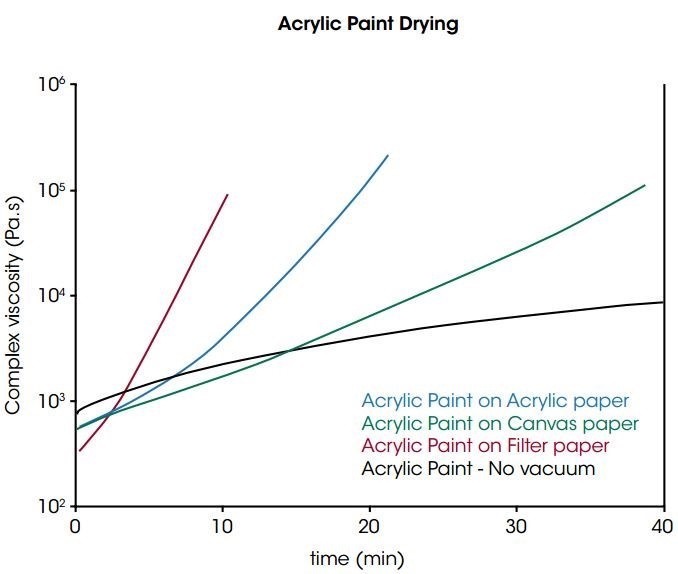 Acrylic Paint Drying
10⁶
10⁵
10⁴
10³
10²
Complex viscosity (Pa.s)
Acrylic Paint on Acrylic paper
Acrylic Paint on Canvas paper
Acrylic Paint on Filter paper
Acrylic Paint - No vacuum
0 10 20 30 40
time (min)